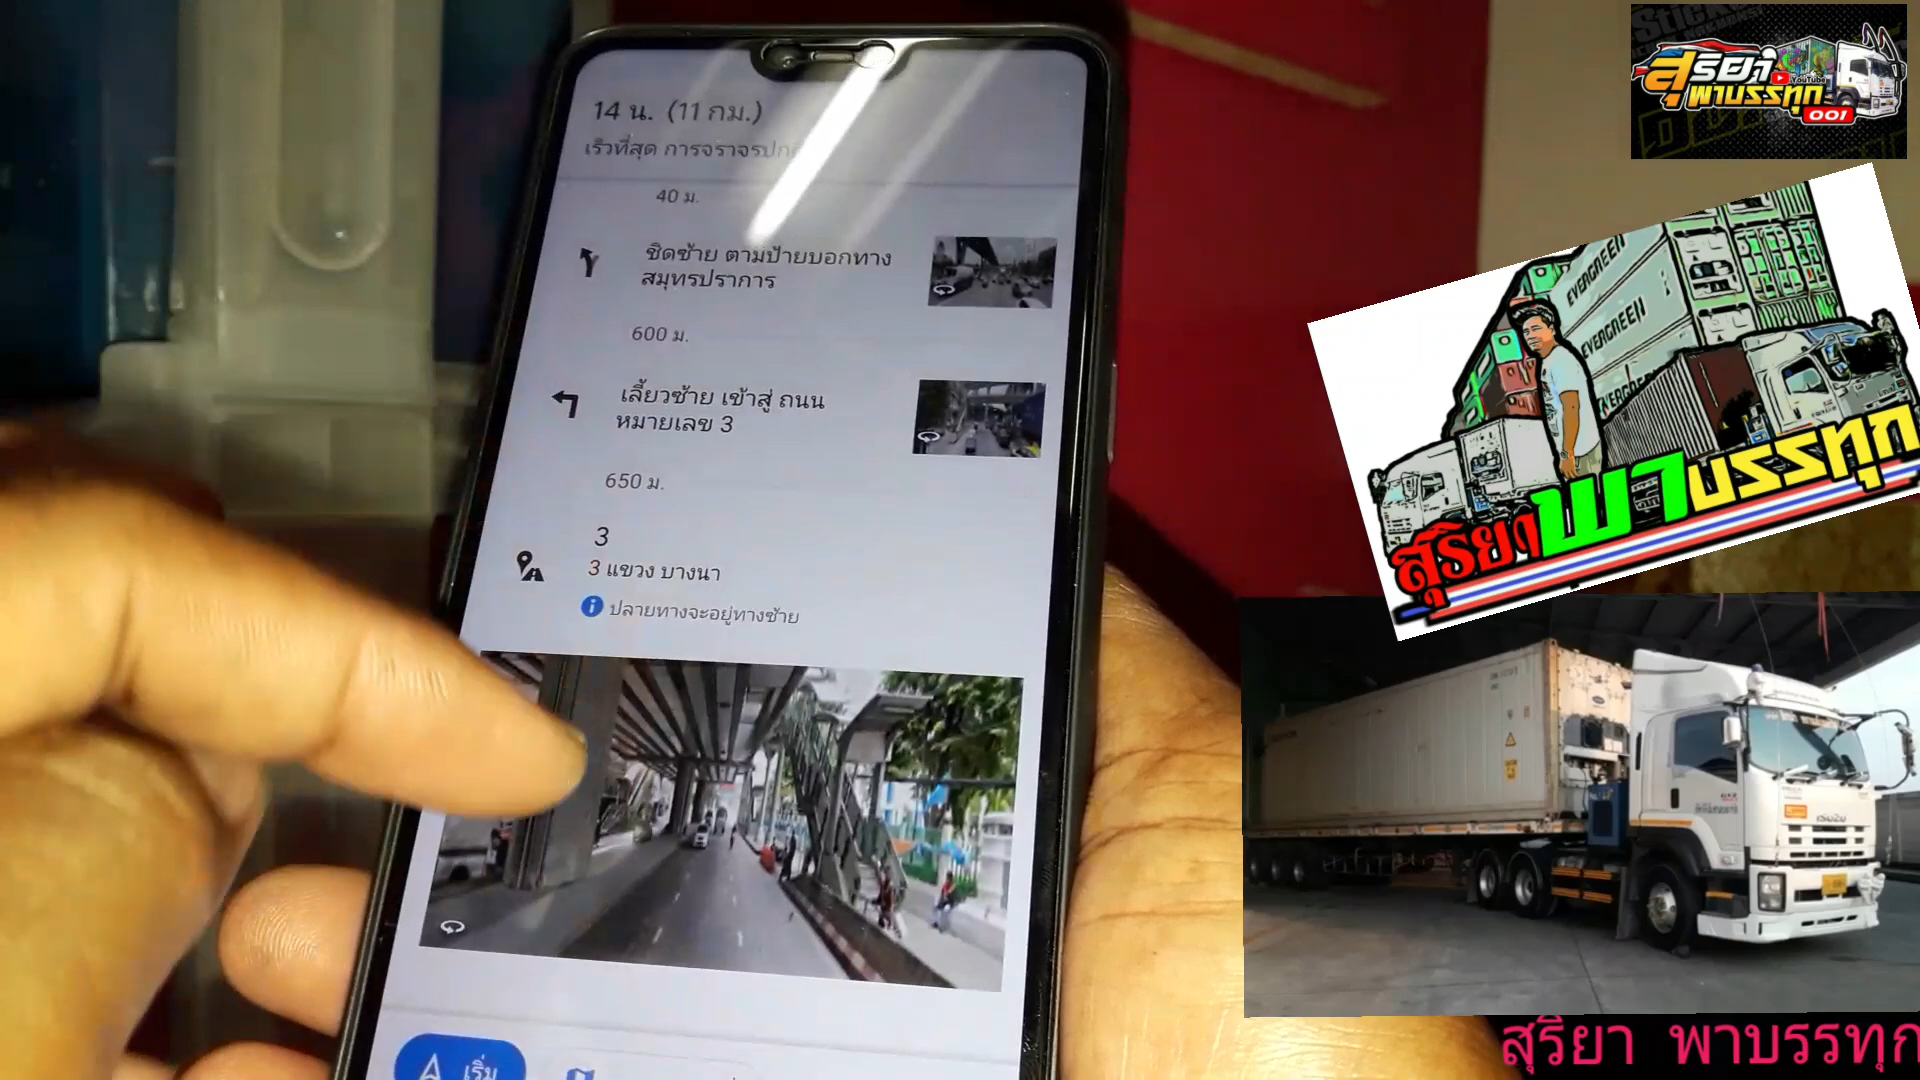 14 น. (11 กม.)
เร็วที่สุด การจราจรปกติ
40 ม.
ชิดซ้าย ตามป้ายบอกทาง
สมุทรปราการ
600 ม.
เลี้ยวซ้าย เข้าสู่ ถนน
หมายเลข 3
650 ม.
3
3 แขวง บางนา
ปลายทางจะอยู่ทางซ้าย
เริ่ม
สุริยา
YouTube
พาบรรทุก
001
EVERGREEN
EVERGREEN
EVERGREEN
สุริยาพาบรรทุก
ISUZU
สุริยา พาบรรทุก